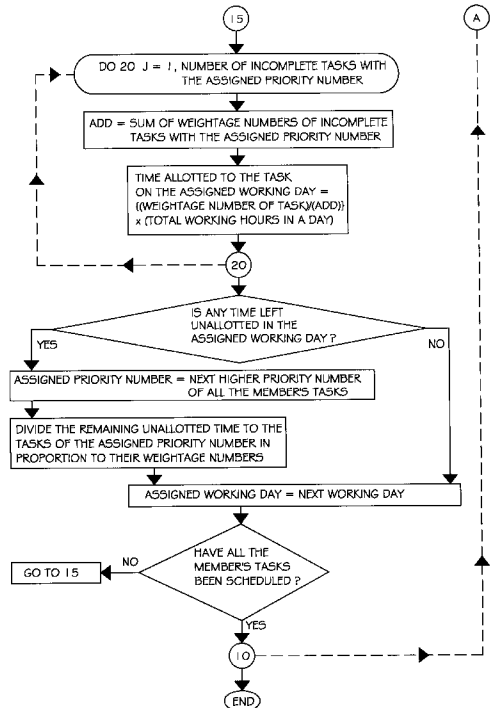 15
A
DO 20 J = 1, NUMBER OF INCOMPLETE TASKS WITH
THE ASSIGNED PRIORITY NUMBER
ADD = SUM OF WEIGHTAGE NUMBERS OF INCOMPLETE
TASKS WITH THE ASSIGNED PRIORITY NUMBER
TIME ALLOTTED TO THE TASK
ON THE ASSIGNED WORKING DAY =
{(WEIGHTAGE NUMBER OF TASK)/(ADD)}
x (TOTAL WORKING HOURS IN A DAY)
20
IS ANY TIME LEFT
UNALLOTTED IN THE
ASSIGNED WORKING DAY ?
YES
NO
ASSIGNED PRIORITY NUMBER = NEXT HIGHER PRIORITY NUMBER
OF ALL THE MEMBER'S TASKS
DIVIDE THE REMAINING UNALLOTTED TIME TO THE
TASKS OF THE ASSIGNED PRIORITY NUMBER IN
PROPORTION TO THEIR WEIGHTAGE NUMBERS
ASSIGNED WORKING DAY = NEXT WORKING DAY
HAVE ALL THE
MEMBER'S TASKS
BEEN SCHEDULED ?
NO
GO TO 15
YES
10
END